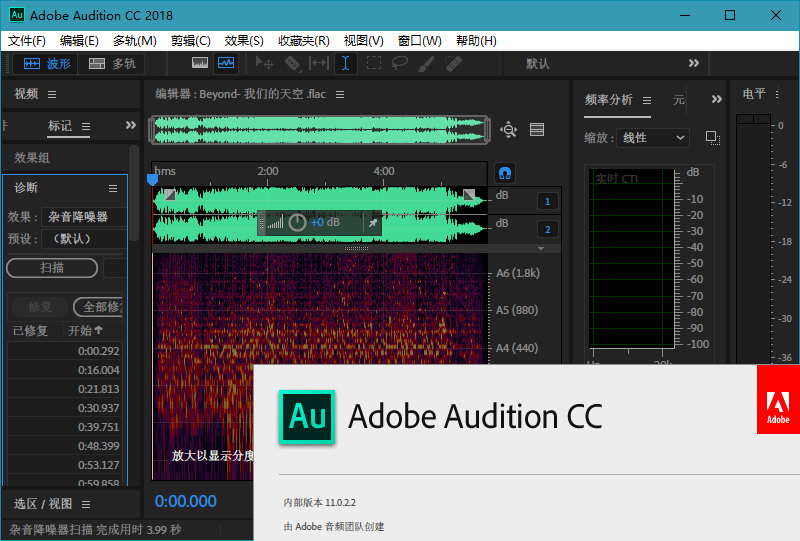 Au Adobe Audition CC 2018
文件(F) 编辑(E) 多轨(M) 剪辑(C) 效果(S) 收藏夹(R) 视图(V) 窗口(W) 帮助(H)
波形 多轨 默认
视频 编辑器 : Beyond- 我们的天空 .flac 频率分析 元 电平
标记
效果组
缩放 : 线性
hms 2:00 4:00
诊断
效果 : 杂音降噪器
预设 : （默认）
扫描
修复 全部修
已修复 开始
0:00.292
0:16.004
0:21.813
0:30.937
0:39.751
0:48.399
0:53.127
0:59.858
+0 dB
dB 1
dB 2
A6 (1.8k)
A5 (880)
A4 (440)
放大以显示分度
实时 CTI dB
-10
-20
-30
-40
-50
-60
-70
-80
-90
-100
Hz 20k
0
-6
-12
-18
-24
-30
-36
选区 / 视图
0:00.000
杂音降噪器扫描 完成用时 3.99 秒
Au Adobe Audition CC
Adobe
内部版本 11.0.2.2
由 Adobe 音频团队创建